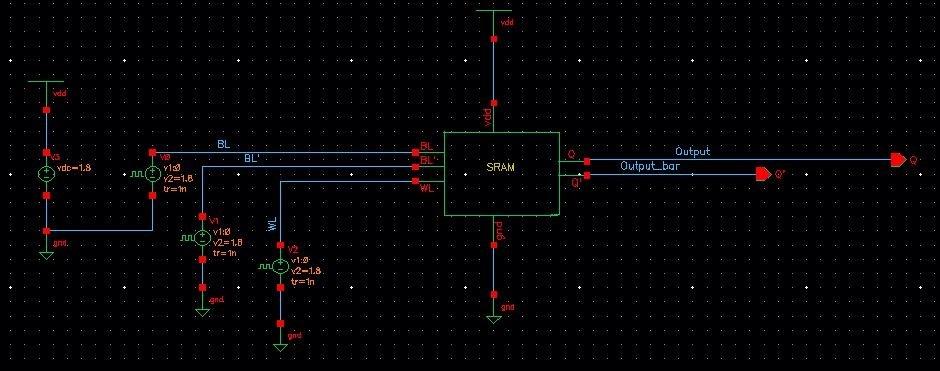 vdd
vdd
vdd
V3
vdc=1.8
V0
v1:0
v2=1.8
tr=1n
BL
BL'
WL
BL
BL'
WL
SRAM
Q
Q'
Output
Output_bar
Q
Q'
gnd
V1
v1:0
v2=1.8
tr=1n
gnd
V2
v1:0
v2=1.8
tr=1n
gnd
gnd
gnd